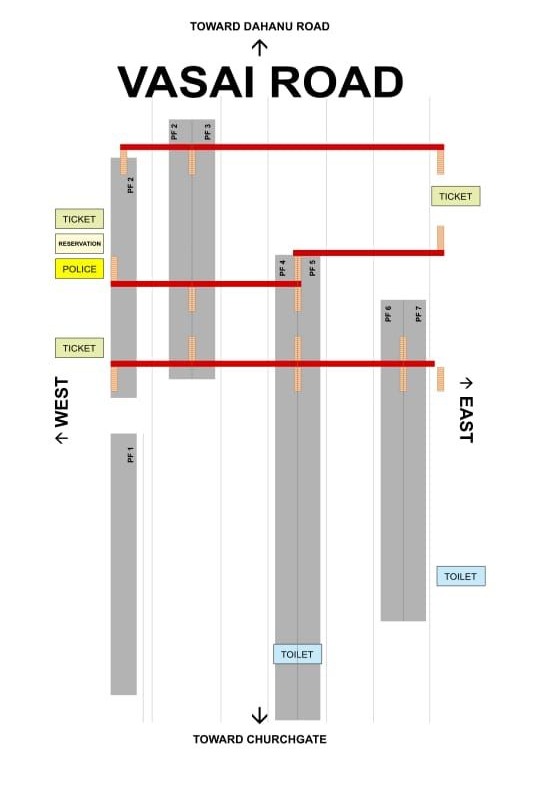 TOWARD DAHANU ROAD
VASAI ROAD
PF 2
PF 3
PF 2
TICKET
TICKET
RESERVATION
POLICE
PF 4
PF 5
PF 6
PF 7
TICKET
WEST
EAST
PF 1
TOILET
TOILET
TOWARD CHURCHGATE